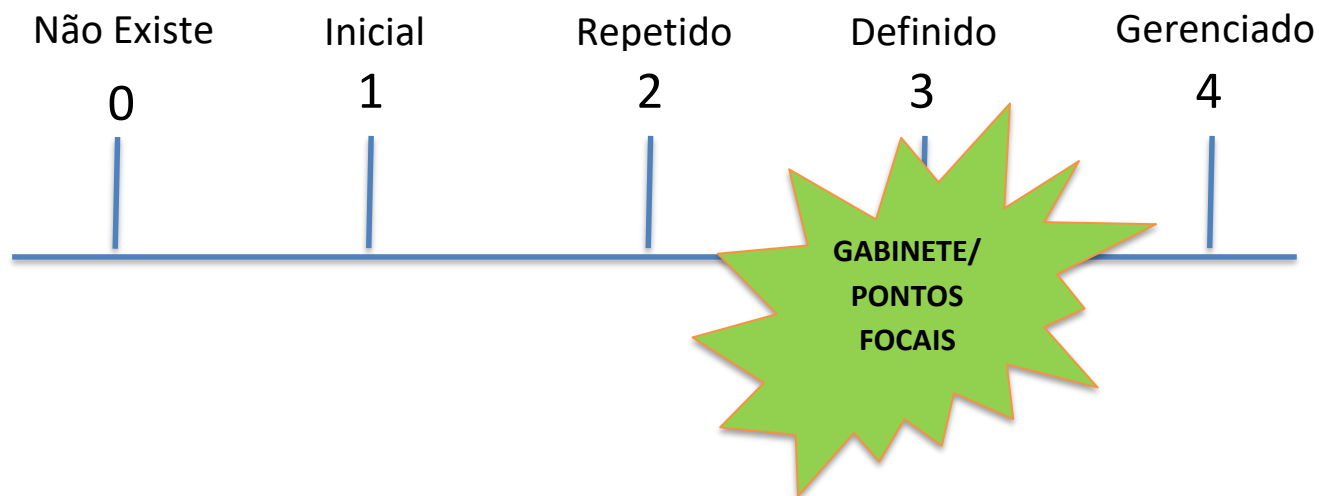 Não Existe Inicial Repetido Definido Gerenciado
0 1 2 3 4
GABINETE/
PONTOS
FOCAIS